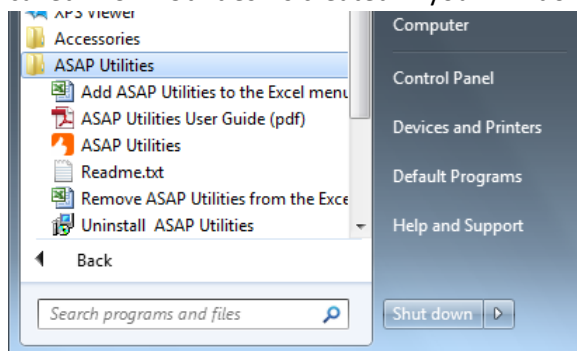 XPS Viewer
Accessories
ASAP Utilities
Add ASAP Utilities to the Excel menu
ASAP Utilities User Guide (pdf)
ASAP Utilities
Readme.txt
Remove ASAP Utilities from the Exce
Uninstall ASAP Utilities
Back
Search programs and files
Computer
Control Panel
Devices and Printers
Default Programs
Help and Support
Shut down